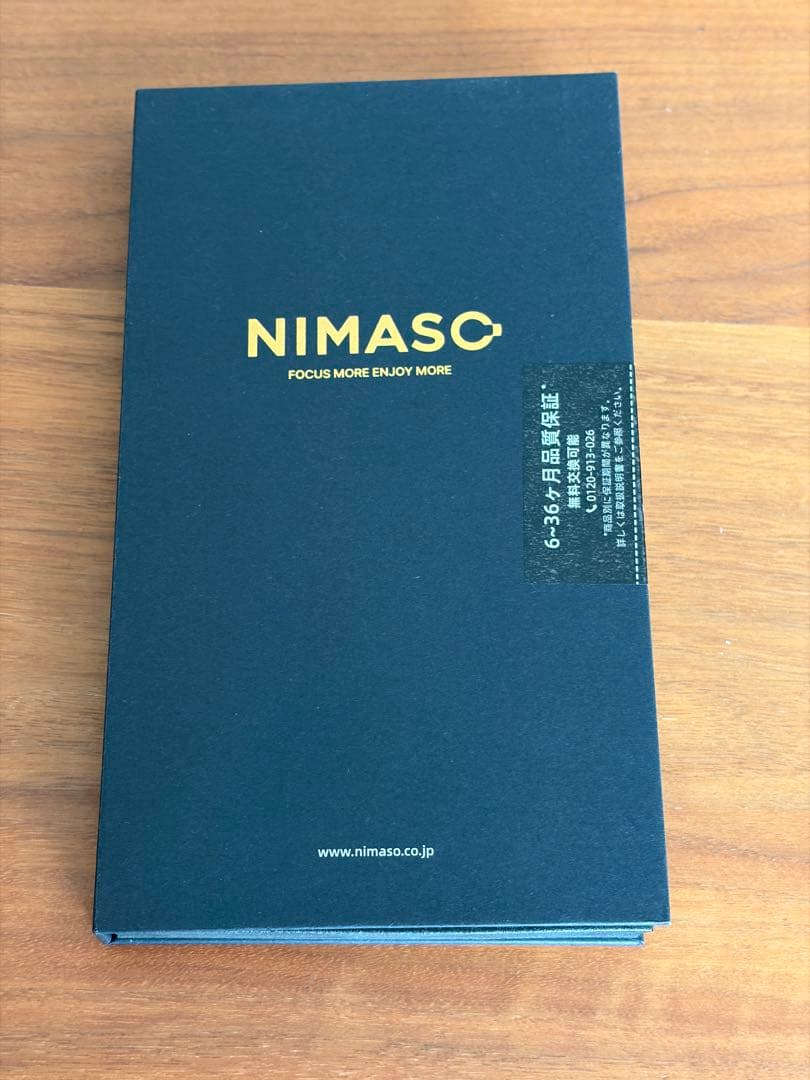 NIMASO
FOCUS MORE ENJOY MORE
6~36ヶ月品質保証*
無料交換可能
0120-913-026
*商品別に保証期間が異なります。
詳しくは取扱説明書をご参照ください。
www.nimaso.co.jp